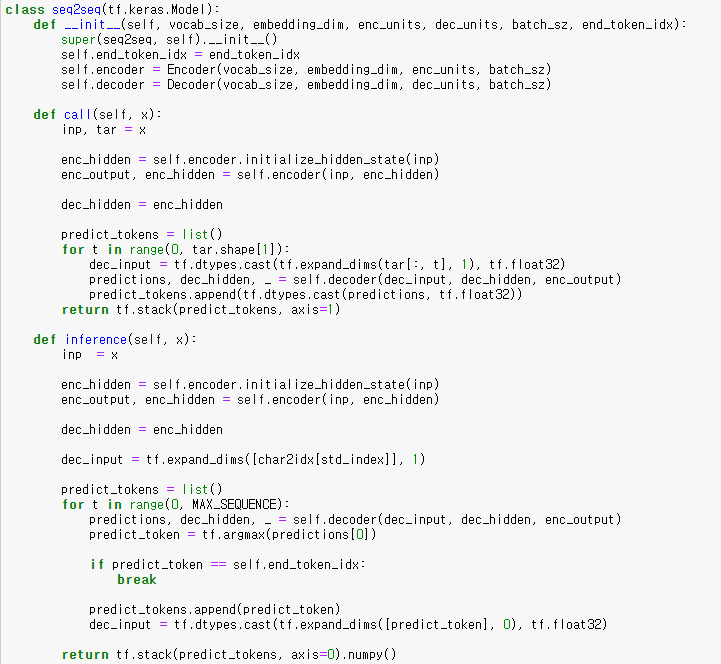 class seq2seq(tf.keras.Model):
    def __init__(self, vocab_size, embedding_dim, enc_units, dec_units, batch_sz, end_token_idx):
        super(seq2seq, self).__init__()
        self.end_token_idx = end_token_idx
        self.encoder = Encoder(vocab_size, embedding_dim, enc_units, batch_sz)
        self.decoder = Decoder(vocab_size, embedding_dim, dec_units, batch_sz)

    def call(self, x):
        inp, tar = x

        enc_hidden = self.encoder.initialize_hidden_state(inp)
        enc_output, enc_hidden = self.encoder(inp, enc_hidden)

        dec_hidden = enc_hidden

        predict_tokens = list()
        for t in range(0, tar.shape[1]):
            dec_input = tf.dtypes.cast(tf.expand_dims(tar[:, t], 1), tf.float32)
            predictions, dec_hidden, _ = self.decoder(dec_input, dec_hidden, enc_output)
            predict_tokens.append(tf.dtypes.cast(predictions, tf.float32))
        return tf.stack(predict_tokens, axis=1)

    def inference(self, x):
        inp  = x

        enc_hidden = self.encoder.initialize_hidden_state(inp)
        enc_output, enc_hidden = self.encoder(inp, enc_hidden)

        dec_hidden = enc_hidden

        dec_input = tf.expand_dims([char2idx[std_index]], 1)

        predict_tokens = list()
        for t in range(0, MAX_SEQUENCE):
            predictions, dec_hidden, _ = self.decoder(dec_input, dec_hidden, enc_output)
            predict_token = tf.argmax(predictions[0])

            if predict_token == self.end_token_idx:
                break

            predict_tokens.append(predict_token)
            dec_input = tf.dtypes.cast(tf.expand_dims([predict_token], 0), tf.float32)

        return tf.stack(predict_tokens, axis=0).numpy()